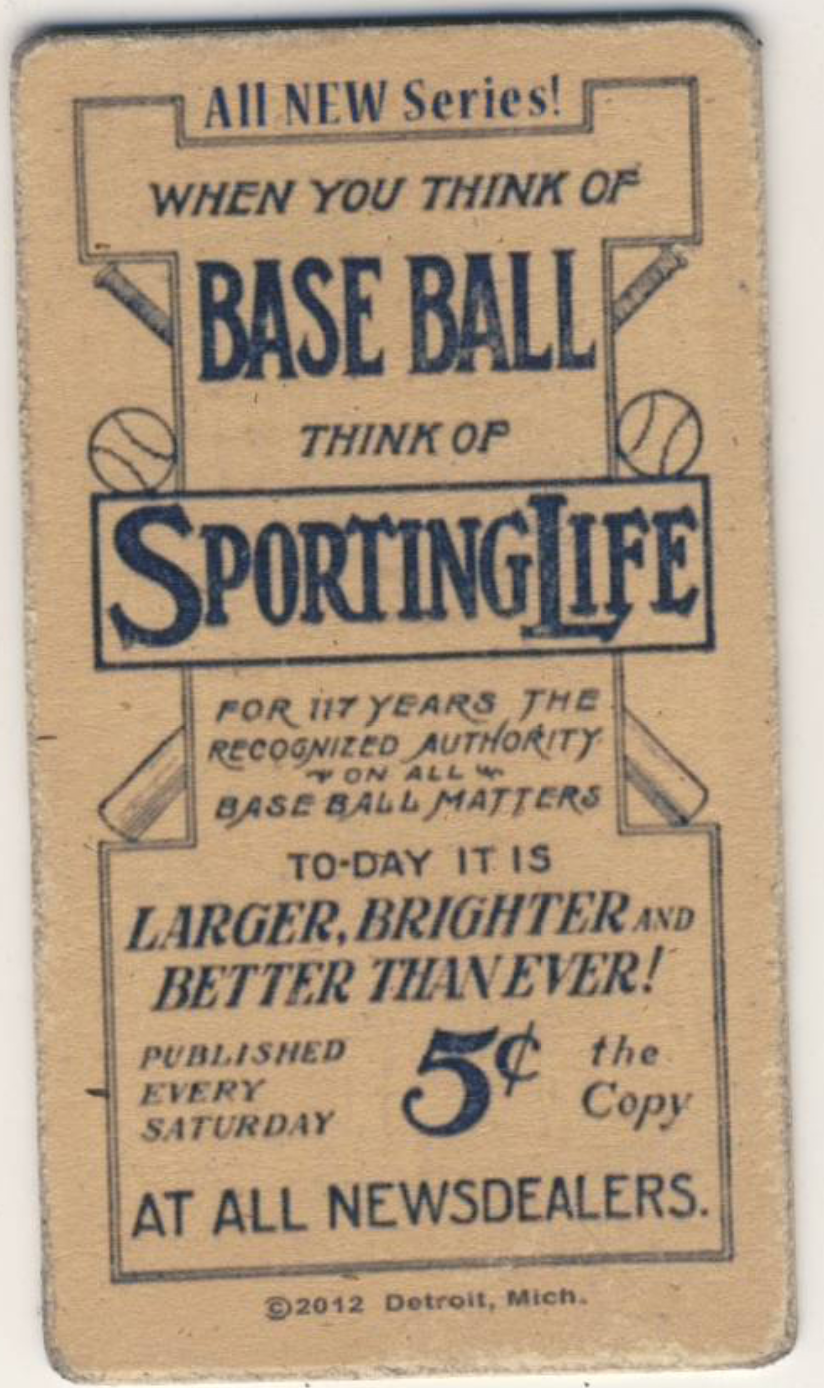 All NEW Series!
WHEN YOU THINK OF
BASE BALL
THINK OF
SPORTING LIFE
FOR 117 YEARS THE
RECOGNIZED AUTHORITY
ON ALL
BASE BALL MATTERS
TO-DAY IT IS
LARGER, BRIGHTER AND
BETTER THAN EVER!
PUBLISHED
EVERY
SATURDAY
5¢
the
Copy
AT ALL NEWSDEALERS.
©2012 Detroit, Mich.